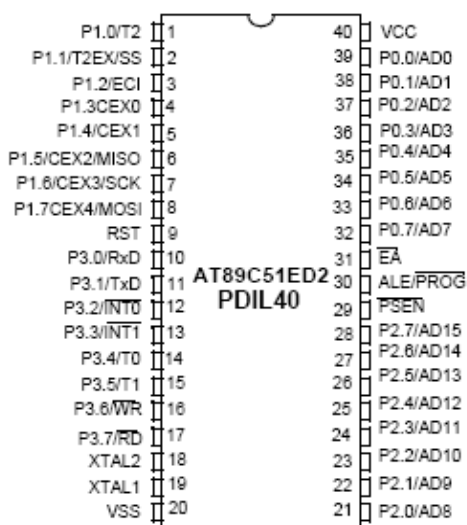 P1.0/T2 1 40 VCC
P1.1/T2EX/SS 2 39 P0.0/AD0
P1.2/ECI 3 38 P0.1/AD1
P1.3CEX0 4 37 P0.2/AD2
P1.4/CEX1 5 36 P0.3/AD3
P1.5/CEX2/MISO 6 35 P0.4/AD4
P1.6/CEX3/SCK 7 34 P0.5/AD5
P1.7CEX4/MOSI 8 33 P0.6/AD6
RST 9 32 P0.7/AD7
P3.0/RxD 10 31 EA
P3.1/TxD 11 AT89C51ED2 30 ALE/PROG
P3.2/INT0 12 PDIL40 29 PSEN
P3.3/INT1 13 28 P2.7/AD15
P3.4/T0 14 27 P2.6/AD14
P3.5/T1 15 26 P2.5/AD13
P3.6/WR 16 25 P2.4/AD12
P3.7/RD 17 24 P2.3/AD11
XTAL2 18 23 P2.2/AD10
XTAL1 19 22 P2.1/AD9
VSS 20 21 P2.0/AD8